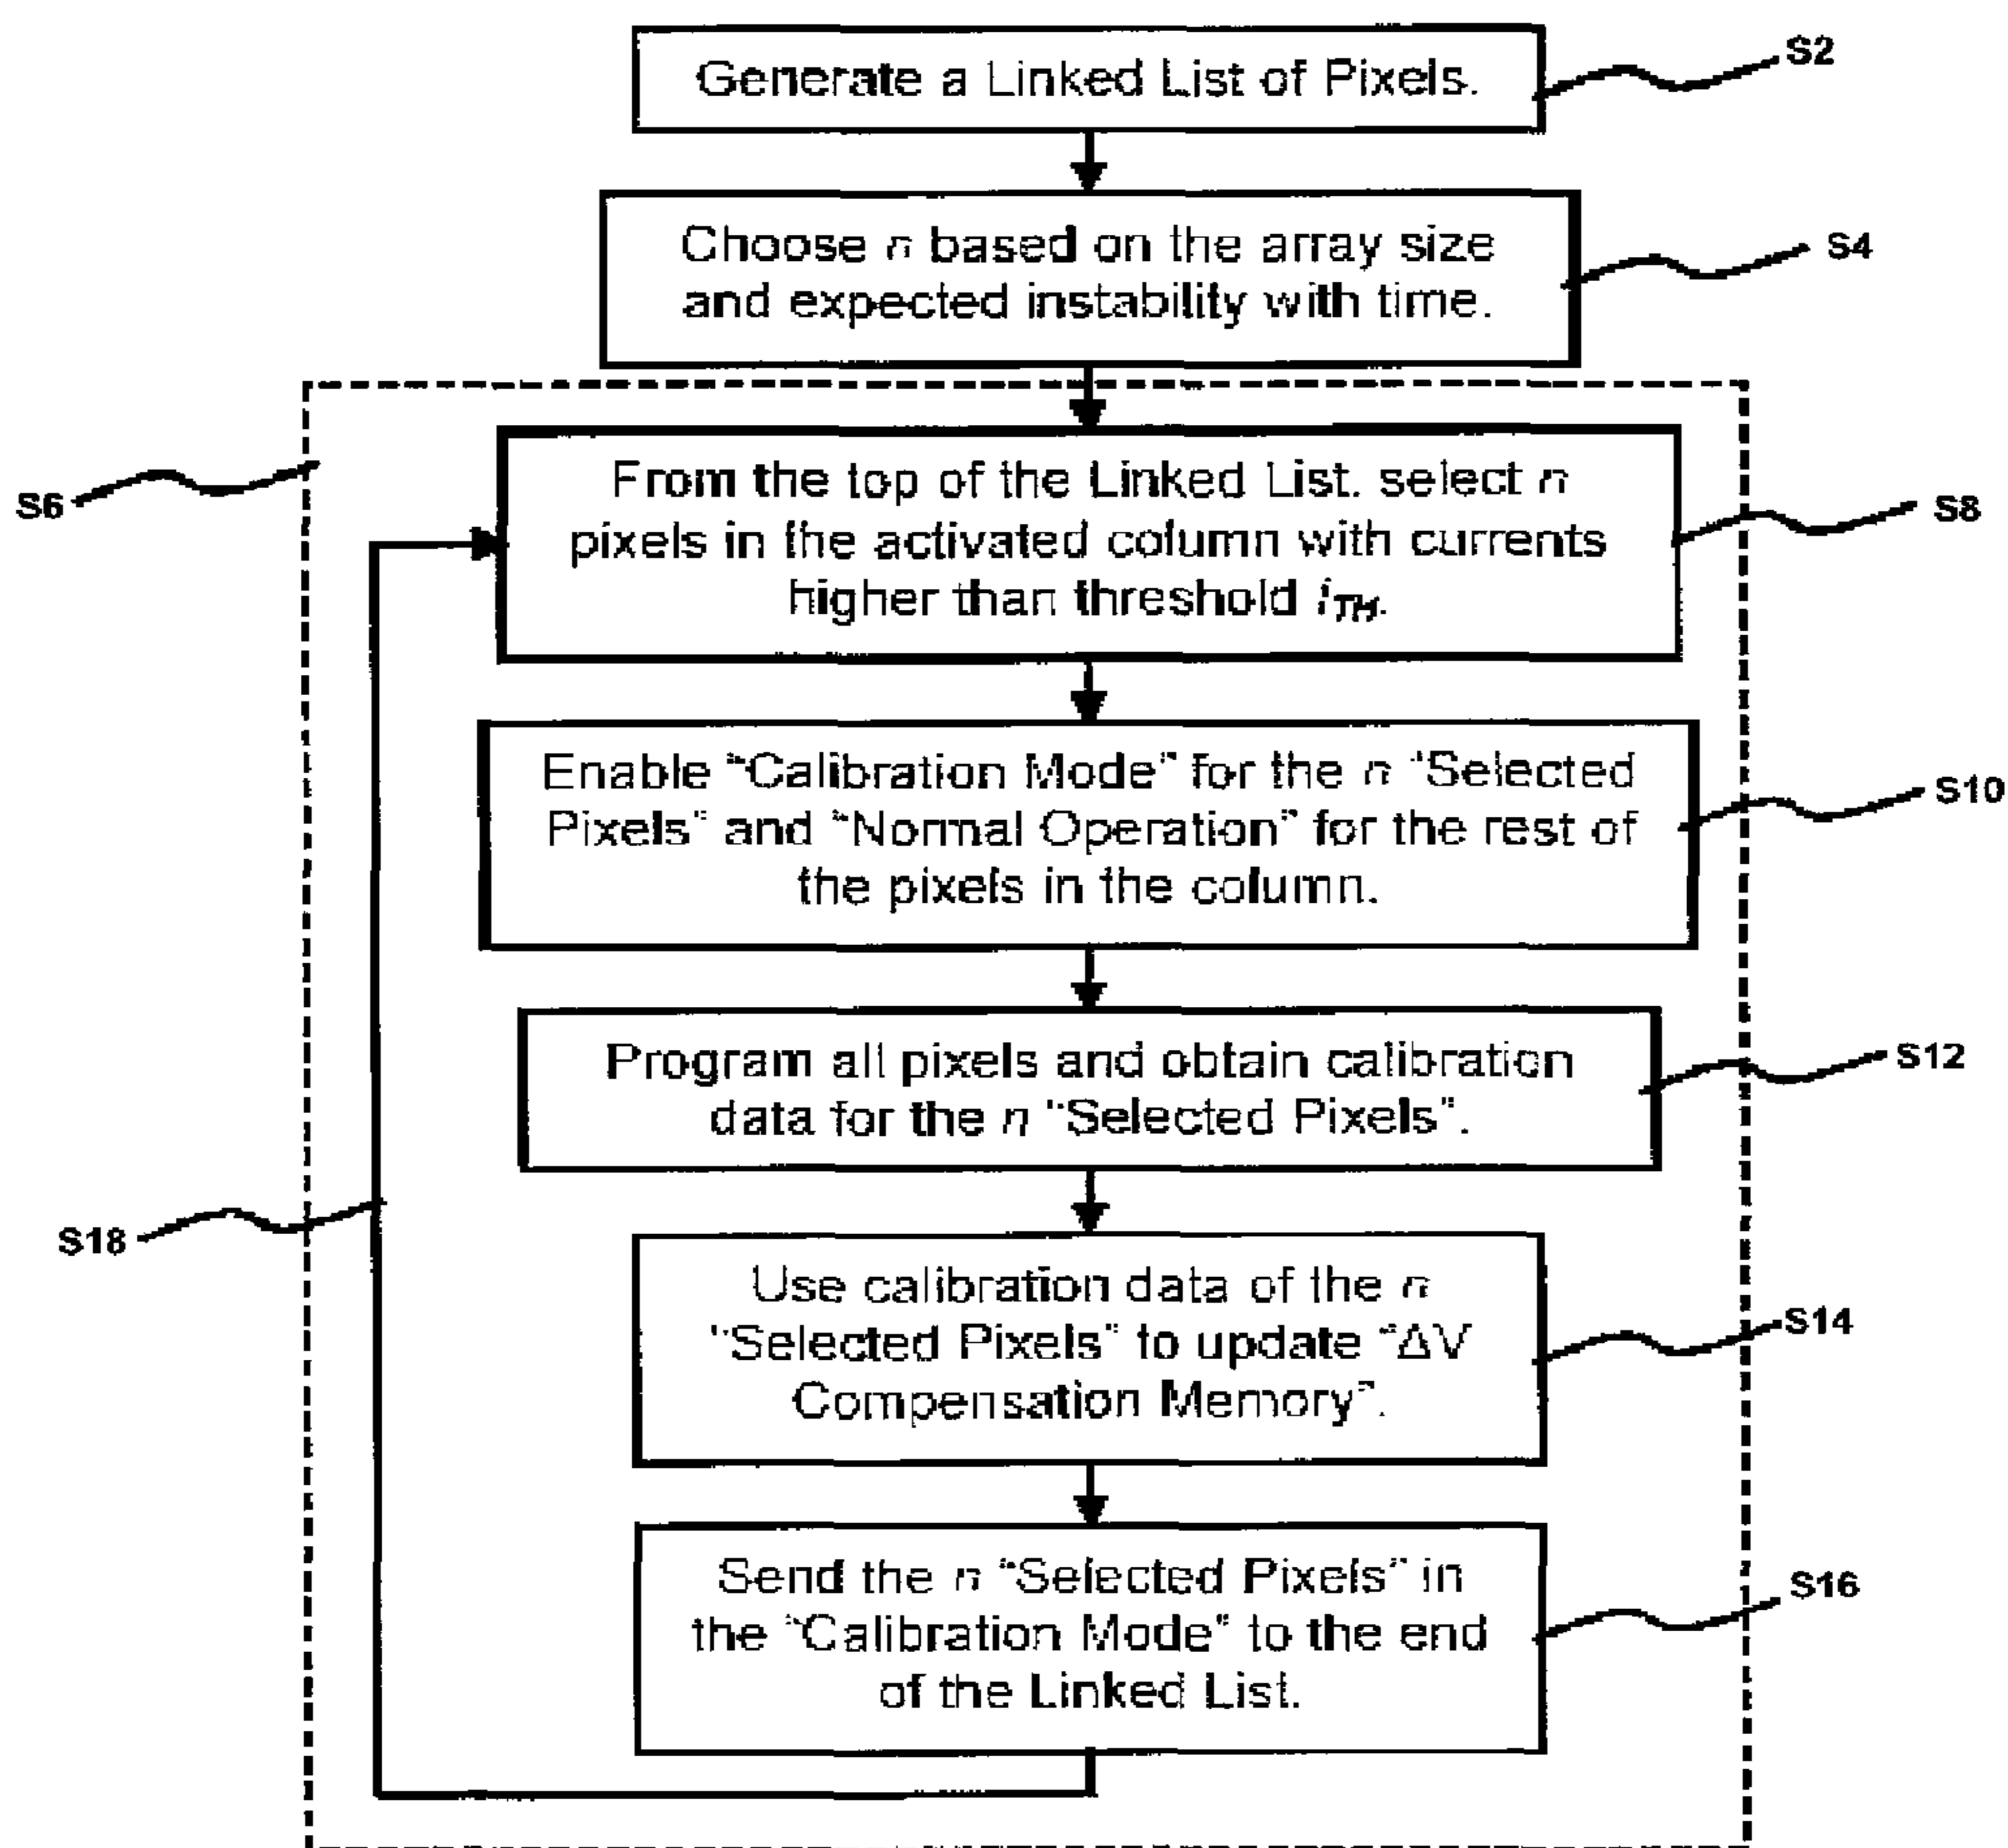 Generate a Linked List of Pixels.
S2
Choose n based on the array size
and expected instability with time.
S4
S6
From the top of the Linked List. select n
pixels in the activated column with currents
higher than threshold iTH.
S8
Enable “Calibration Mode” for the n “Selected
Pixels” and “Normal Operation” for the rest of
the pixels in the column.
S10
Program all pixels and obtain calibration
data for the n “Selected Pixels”.
S12
S18
Use calibration data of the n
“Selected Pixels” to update “ΔV
Compensation Memory”.
S14
Send the n “Selected Pixels” in
the “Calibration Mode” to the end
of the Linked List.
S16